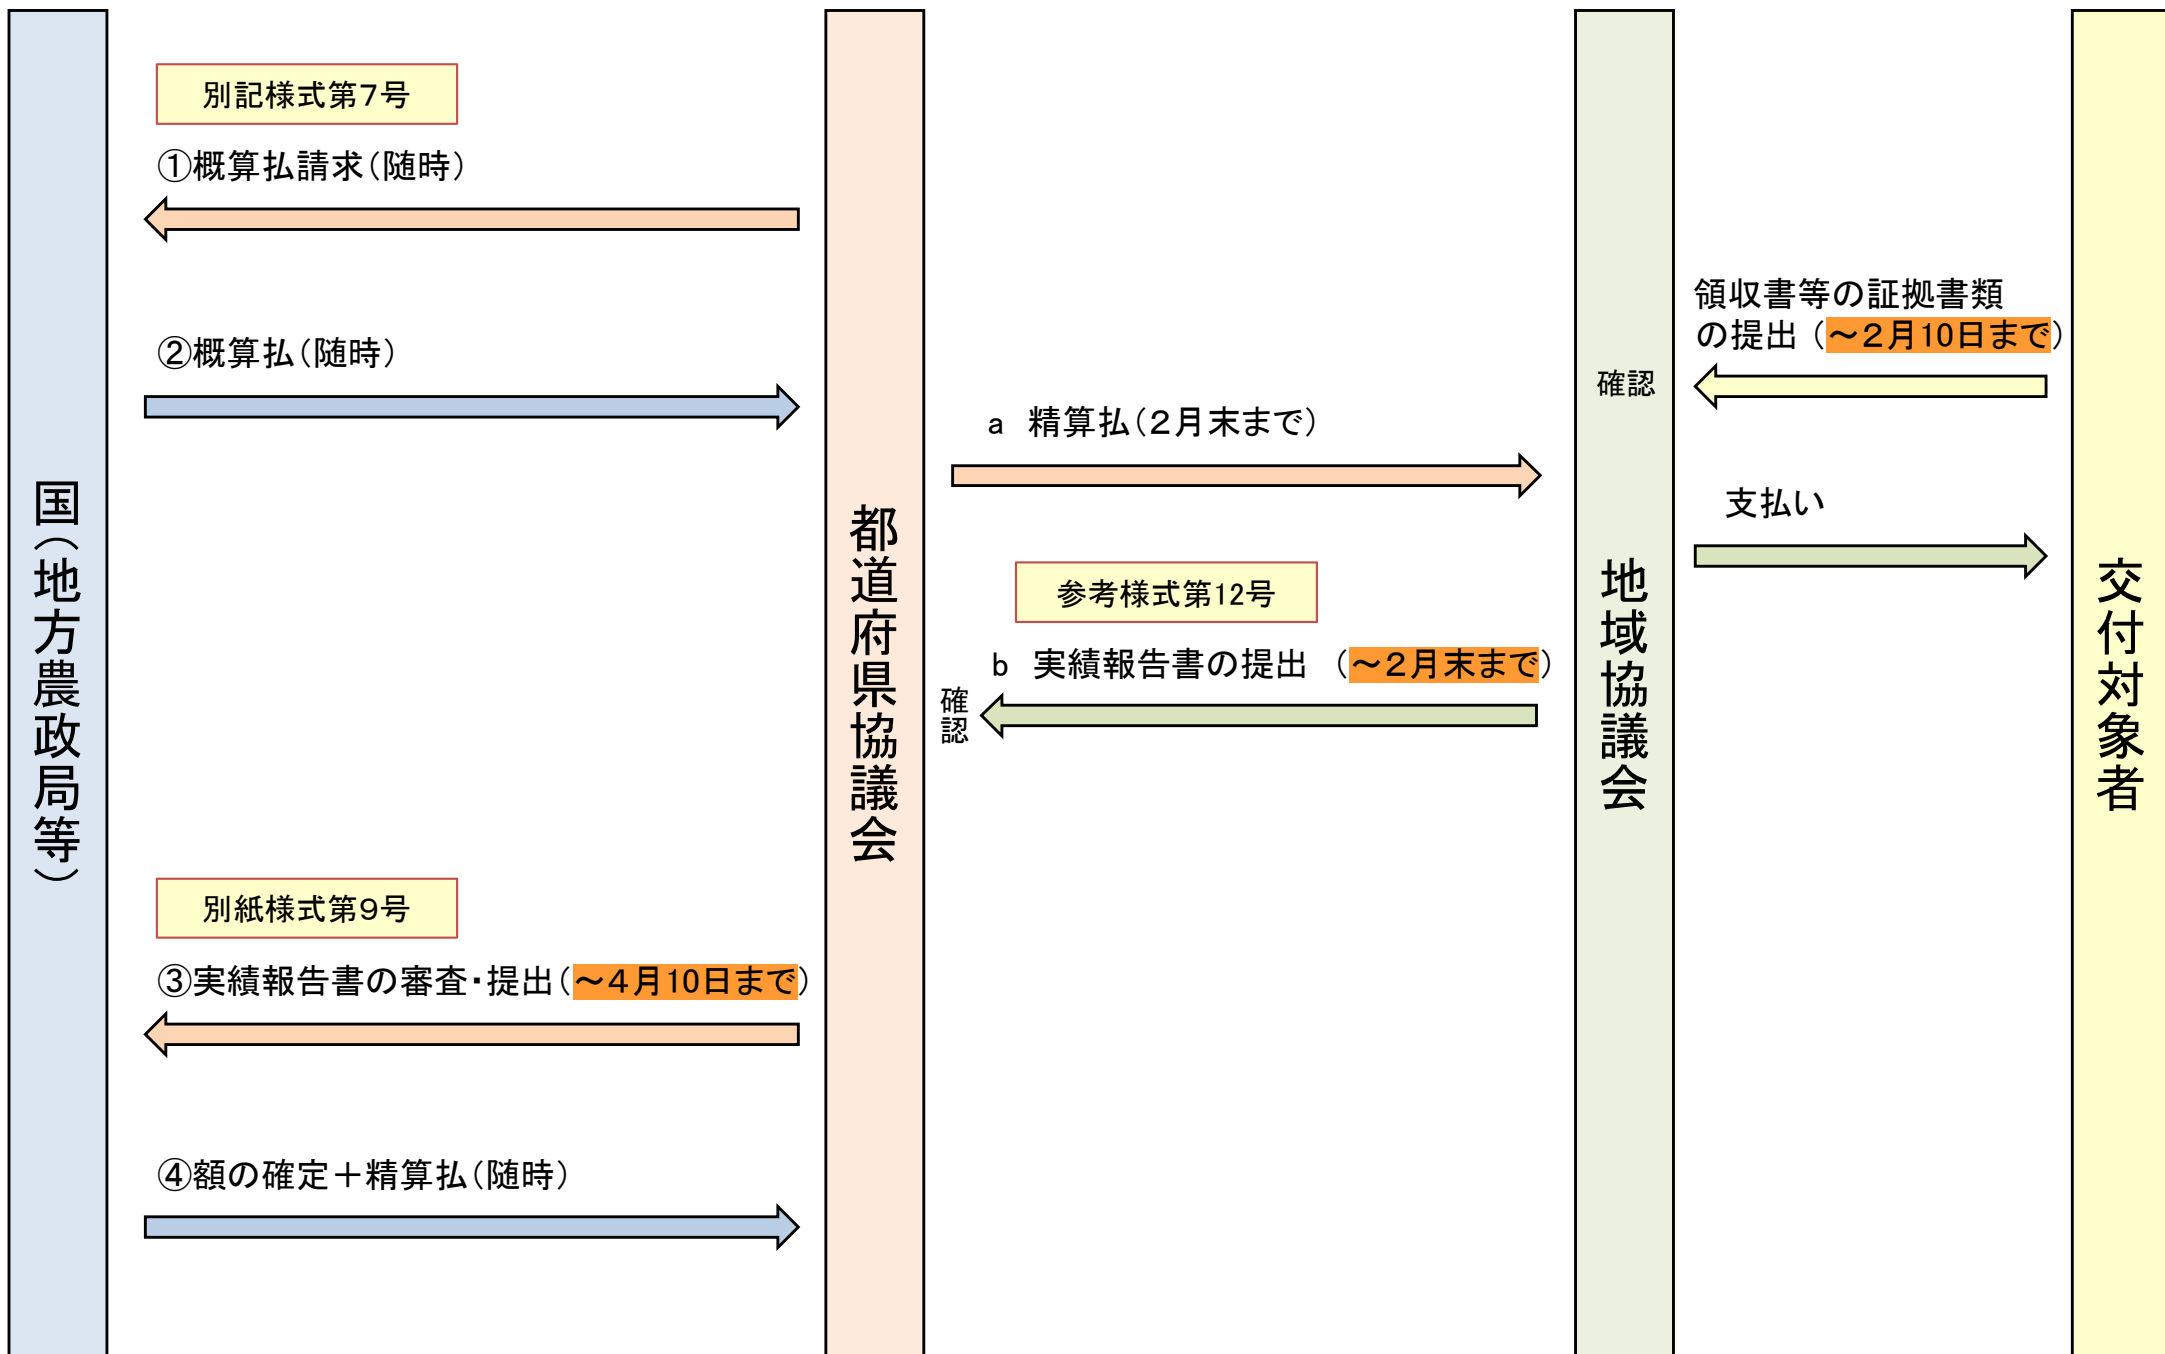 国（地方農政局等）
別記様式第７号
①概算払請求（随時）
②概算払（随時）
別紙様式第９号
③実績報告書の審査・提出（～４月10日まで）
④額の確定＋精算払（随時）
都道府県協議会
a 精算払（２月末まで）
参考様式第12号
b 実績報告書の提出 （～２月末まで）
確認
地域協議会
確認
領収書等の証拠書類
の提出（～２月10日まで）
支払い
交付対象者